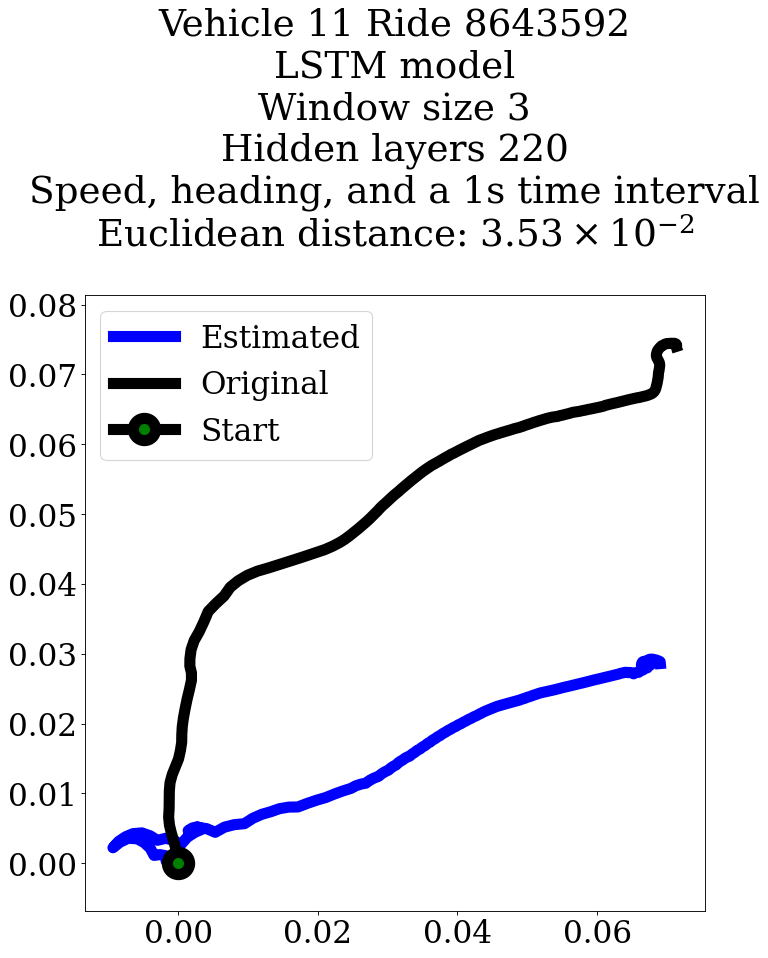 Vehicle 11 Ride 8643592
LSTM model
Window size 3
Hidden layers 220
Speed, heading, and a 1s time interval
Euclidean distance: 3.53 × 10⁻²
Estimated
Original
Start
0.08
0.07
0.06
0.05
0.04
0.03
0.02
0.01
0.00
0.00 0.02 0.04 0.06